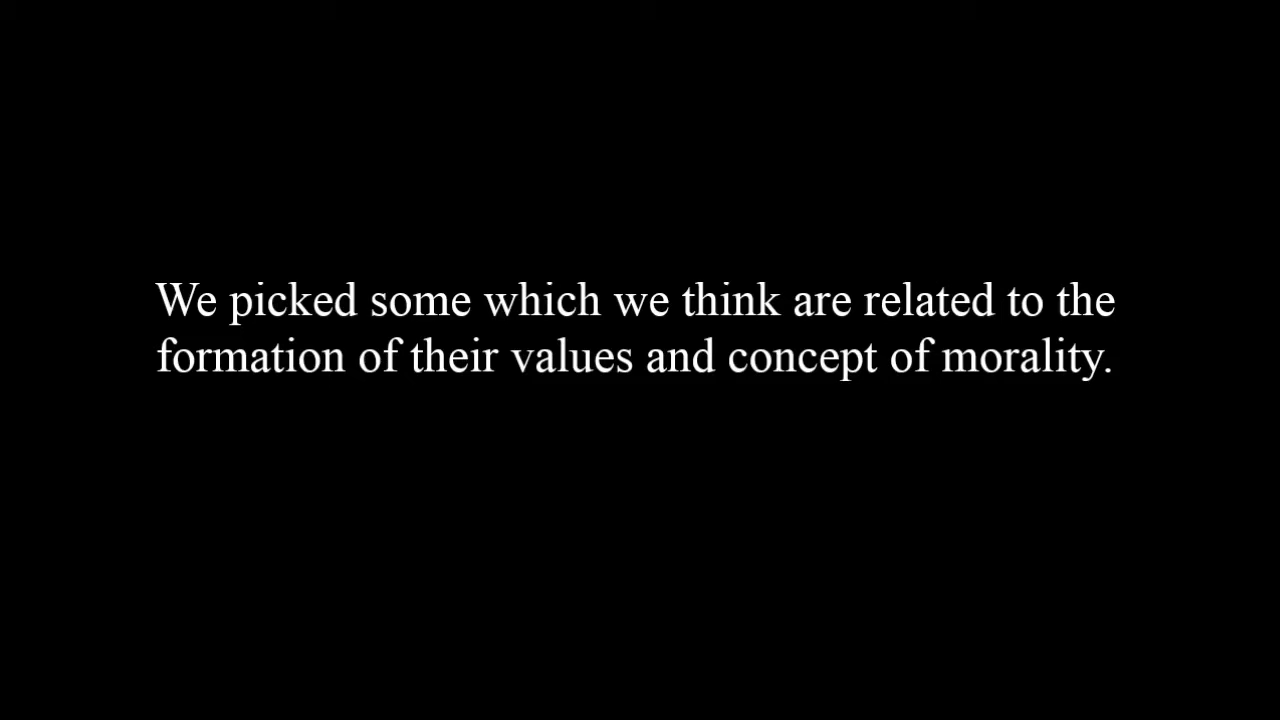 We picked some which we think are related to the
formation of their values and concept of morality.